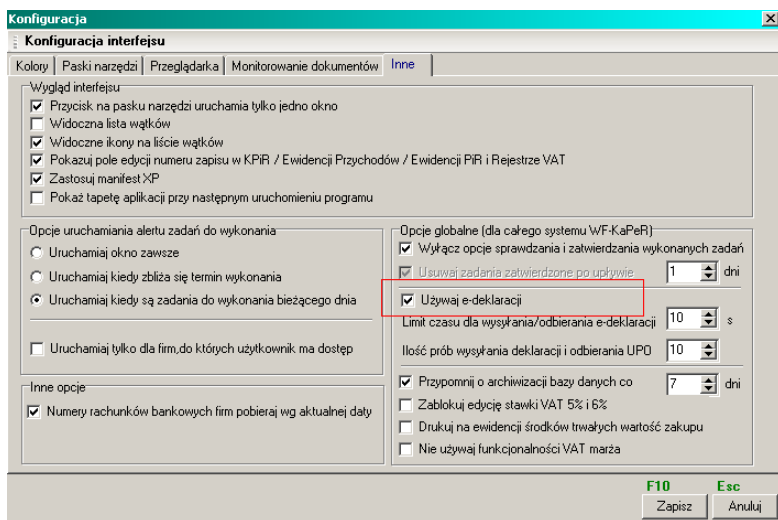 Konfiguracja
Konfiguracja interfejsu
Kolory Paski narzędzi Przeglądarka Monitorowanie dokumentów Inne
Wygląd interfejsu
Przycisk na pasku narzędzi uruchamia tylko jedno okno
Widoczna lista wątków
Widoczne ikony na liście wątków
Pokazuj pole edycji numeru zapisu w KPiR / Ewidencji Przychodów / Ewidencji PiR i Rejestrze VAT
Zastosuj manifest XP
Pokaż tapetę aplikacji przy następnym uruchomieniu programu
Opcje uruchamiania alertu zadań do wykonania
Uruchamiaj okno zawsze
Uruchamiaj kiedy zbliża się termin wykonania
Uruchamiaj kiedy są zadania do wykonania bieżącego dnia
Uruchamiaj tylko dla firm,do których użytkownik ma dostęp
Inne opcje
Numery rachunków bankowych firm pobieraj wg aktualnej daty
Opcje globalne (dla całego systemu WF-KaPeR)
Wyłącz opcje sprawdzania i zatwierdzania wykonanych zadań
Usuwaj zadania zatwierdzone po upływie 1 dni
Używaj e-deklaracji
Limit czasu dla wysyłania/odbierania e-deklaracji 10 s
Ilość prób wysyłania deklaracji i odbierania UPO 10
Przypomnij o archiwizacji bazy danych co 7 dni
Zablokuj edycję stawki VAT 5% i 6%
Drukuj na ewidencji środków trwałych wartość zakupu
Nie używaj funkcjonalności VAT marża
F10 Esc
Zapisz Anuluj